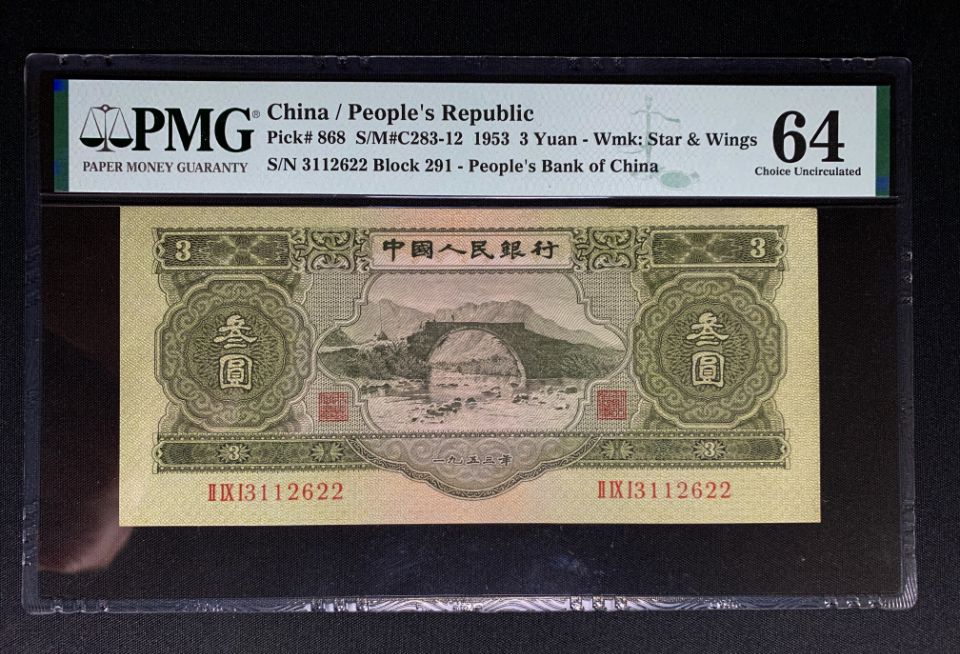 PMG®
PAPER MONEY GUARANTY
China / People's Republic
Pick# 868 S/M#C283-12 1953 3 Yuan - Wmk: Star & Wings
S/N 3112622 Block 291 - People's Bank of China
64
Choice Uncirculated
3 中國人民銀行 3
叁圓 叁圓
3 一九五三年 3
ⅡⅨⅠ3112622 ⅡⅨⅠ3112622